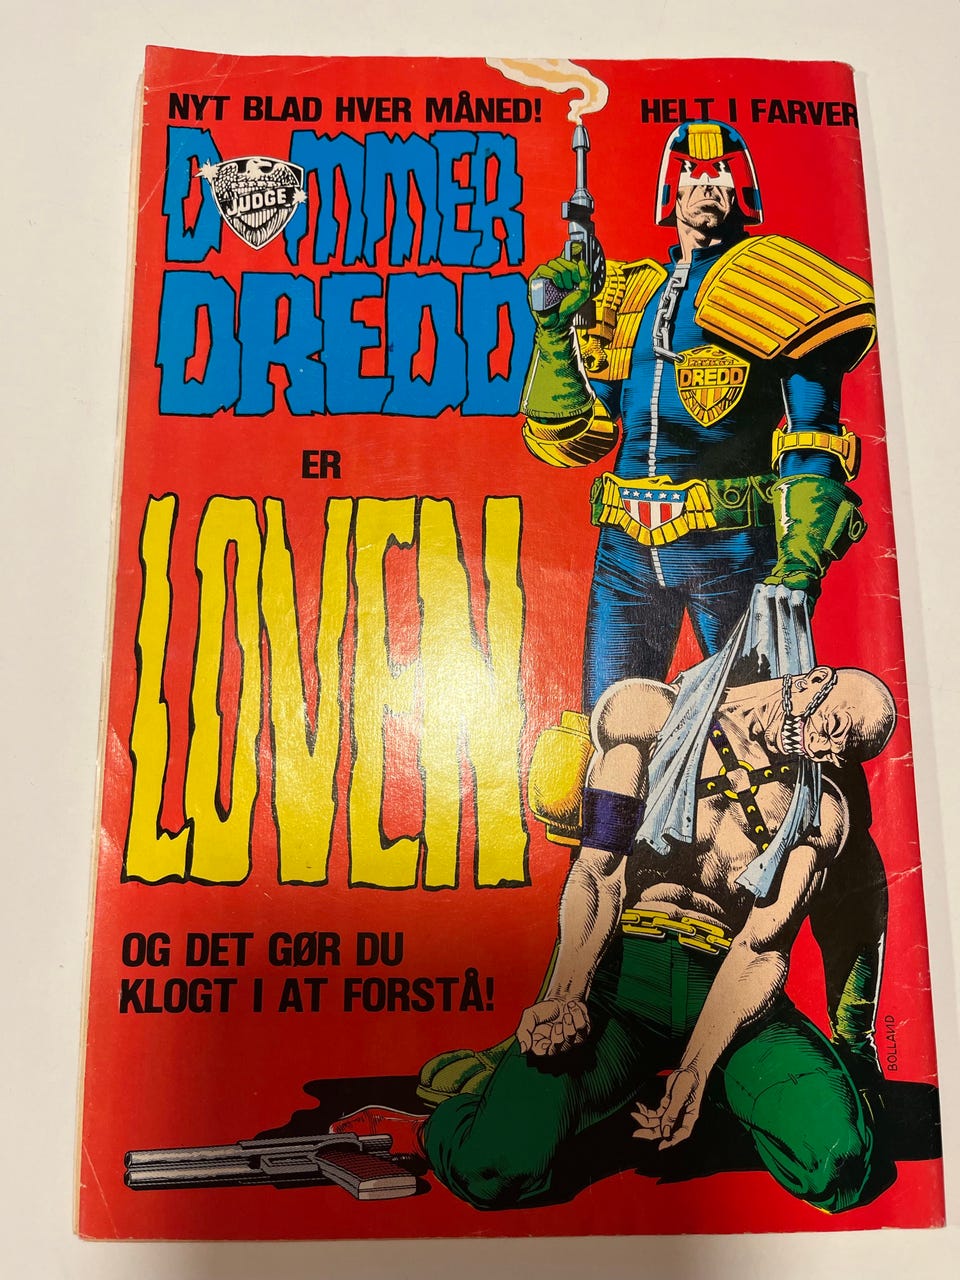 NYT BLAD HVER MÅNED!
HELT I FARVER
DOMMER
JUDGE
DREDD
DREDD
ER
LOVEN
OG DET GØR DU
KLOGT I AT FORSTÅ!
BOLLAND